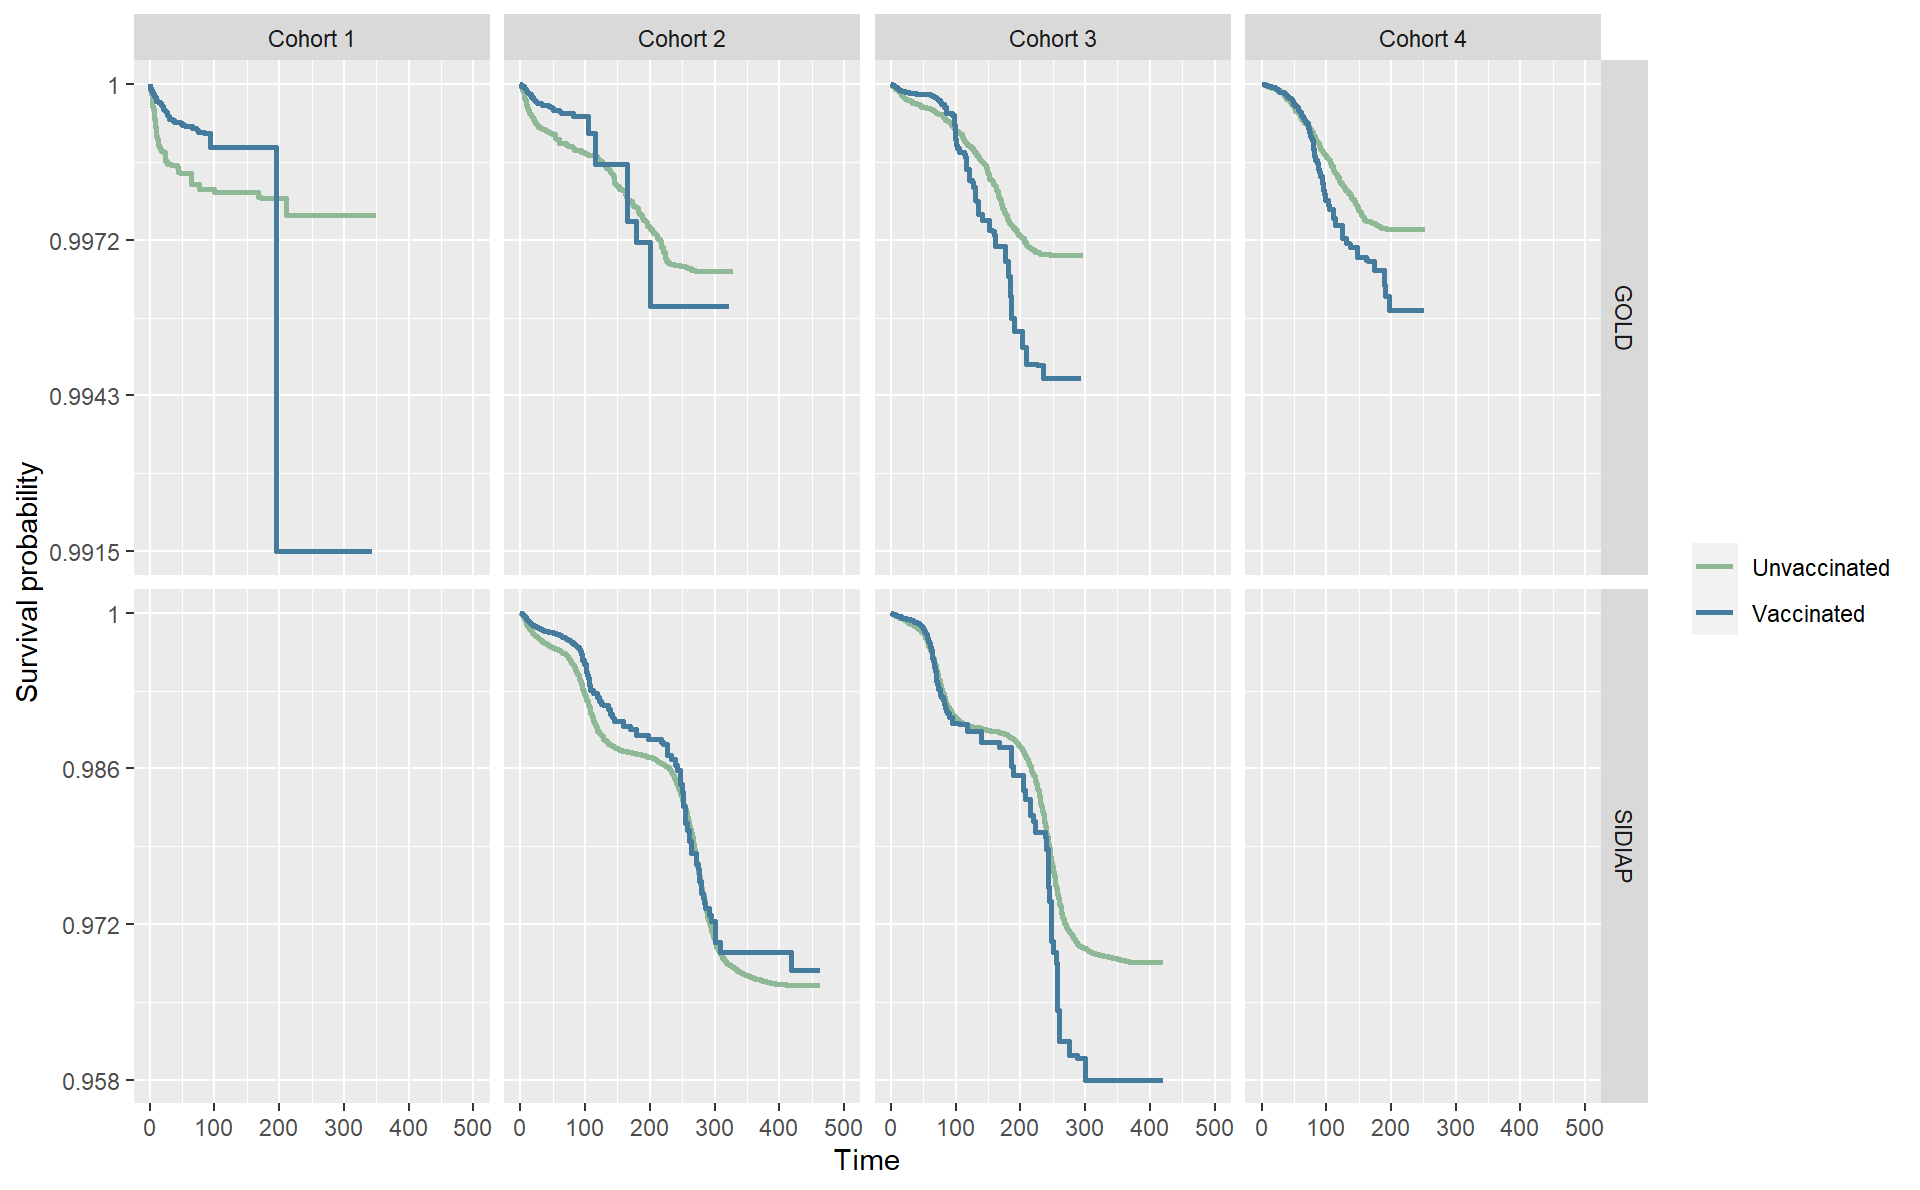 Cohort 1
Cohort 2
Cohort 3
Cohort 4
1
0.9972
0.9943
0.9915
GOLD
1
0.986
0.972
0.958
SIDIAP
Survival probability
0 100 200 300 400 500
0 100 200 300 400 500
0 100 200 300 400 500
0 100 200 300 400 500
Time
Unvaccinated
Vaccinated